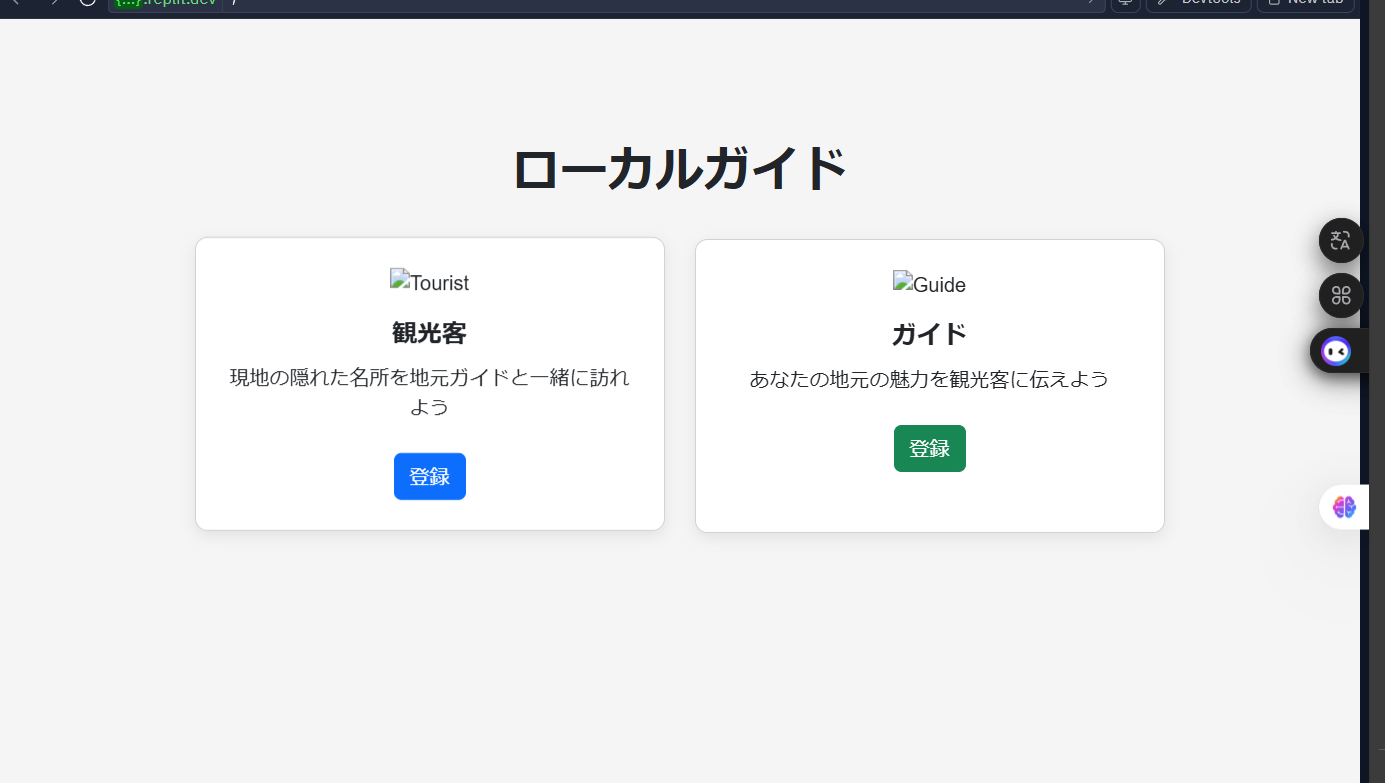 {...}.replit.dev /
Devtools
New tab
ローカルガイド
Tourist
観光客
現地の隠れた名所を地元ガイドと一緒に訪れ
よう
登録
Guide
ガイド
あなたの地元の魅力を観光客に伝えよう
登録